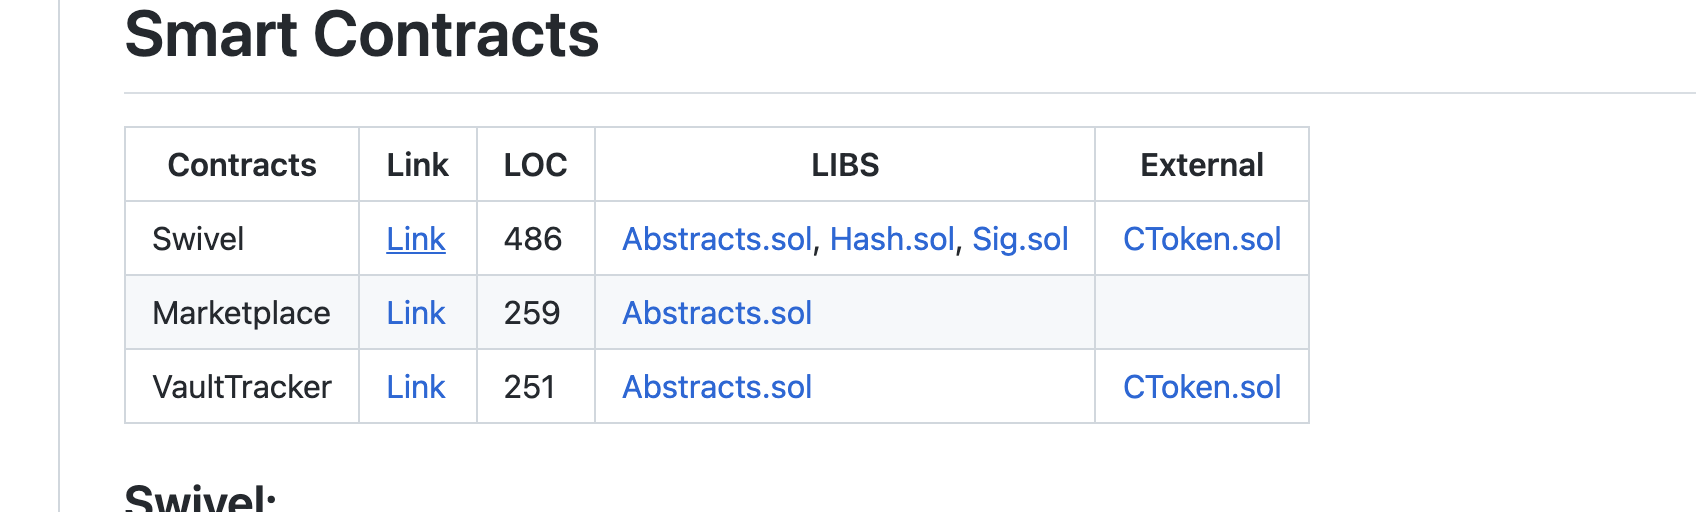 Smart Contracts
Contracts Link LOC LIBS External
Swivel Link 486 Abstracts.sol, Hash.sol, Sig.sol CToken.sol
Marketplace Link 259 Abstracts.sol
VaultTracker Link 251 Abstracts.sol CToken.sol
Swivel: